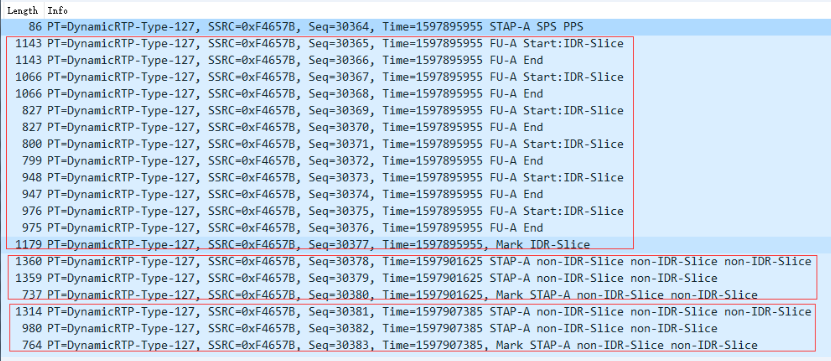 Length Info
86 PT=DynamicRTP-Type-127, SSRC=0xF4657B, Seq=30364, Time=1597895955 STAP-A SPS PPS
1143 PT=DynamicRTP-Type-127, SSRC=0xF4657B, Seq=30365, Time=1597895955 FU-A Start:IDR-Slice
1143 PT=DynamicRTP-Type-127, SSRC=0xF4657B, Seq=30366, Time=1597895955 FU-A End
1066 PT=DynamicRTP-Type-127, SSRC=0xF4657B, Seq=30367, Time=1597895955 FU-A Start:IDR-Slice
1066 PT=DynamicRTP-Type-127, SSRC=0xF4657B, Seq=30368, Time=1597895955 FU-A End
827 PT=DynamicRTP-Type-127, SSRC=0xF4657B, Seq=30369, Time=1597895955 FU-A Start:IDR-Slice
827 PT=DynamicRTP-Type-127, SSRC=0xF4657B, Seq=30370, Time=1597895955 FU-A End
800 PT=DynamicRTP-Type-127, SSRC=0xF4657B, Seq=30371, Time=1597895955 FU-A Start:IDR-Slice
799 PT=DynamicRTP-Type-127, SSRC=0xF4657B, Seq=30372, Time=1597895955 FU-A End
948 PT=DynamicRTP-Type-127, SSRC=0xF4657B, Seq=30373, Time=1597895955 FU-A Start:IDR-Slice
947 PT=DynamicRTP-Type-127, SSRC=0xF4657B, Seq=30374, Time=1597895955 FU-A End
976 PT=DynamicRTP-Type-127, SSRC=0xF4657B, Seq=30375, Time=1597895955 FU-A Start:IDR-Slice
975 PT=DynamicRTP-Type-127, SSRC=0xF4657B, Seq=30376, Time=1597895955 FU-A End
1179 PT=DynamicRTP-Type-127, SSRC=0xF4657B, Seq=30377, Time=1597895955, Mark IDR-Slice
1360 PT=DynamicRTP-Type-127, SSRC=0xF4657B, Seq=30378, Time=1597901625 STAP-A non-IDR-Slice non-IDR-Slice non-IDR-Slice
1359 PT=DynamicRTP-Type-127, SSRC=0xF4657B, Seq=30379, Time=1597901625 STAP-A non-IDR-Slice non-IDR-Slice
737 PT=DynamicRTP-Type-127, SSRC=0xF4657B, Seq=30380, Time=1597901625, Mark STAP-A non-IDR-Slice non-IDR-Slice
1314 PT=DynamicRTP-Type-127, SSRC=0xF4657B, Seq=30381, Time=1597907385 STAP-A non-IDR-Slice non-IDR-Slice non-IDR-Slice
980 PT=DynamicRTP-Type-127, SSRC=0xF4657B, Seq=30382, Time=1597907385 STAP-A non-IDR-Slice non-IDR-Slice
764 PT=DynamicRTP-Type-127, SSRC=0xF4657B, Seq=30383, Time=1597907385, Mark STAP-A non-IDR-Slice non-IDR-Slice